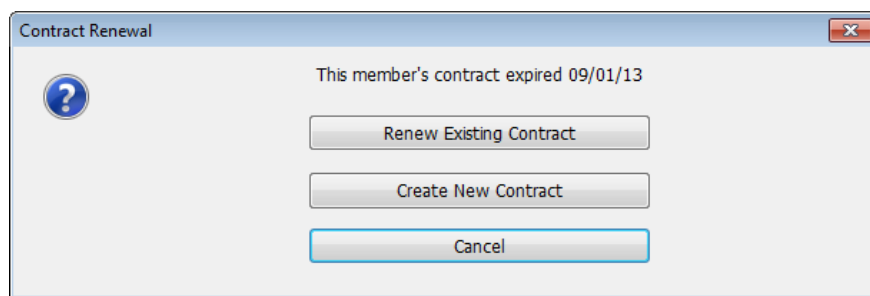 Contract Renewal
This member's contract expired 09/01/13
Renew Existing Contract
Create New Contract
Cancel